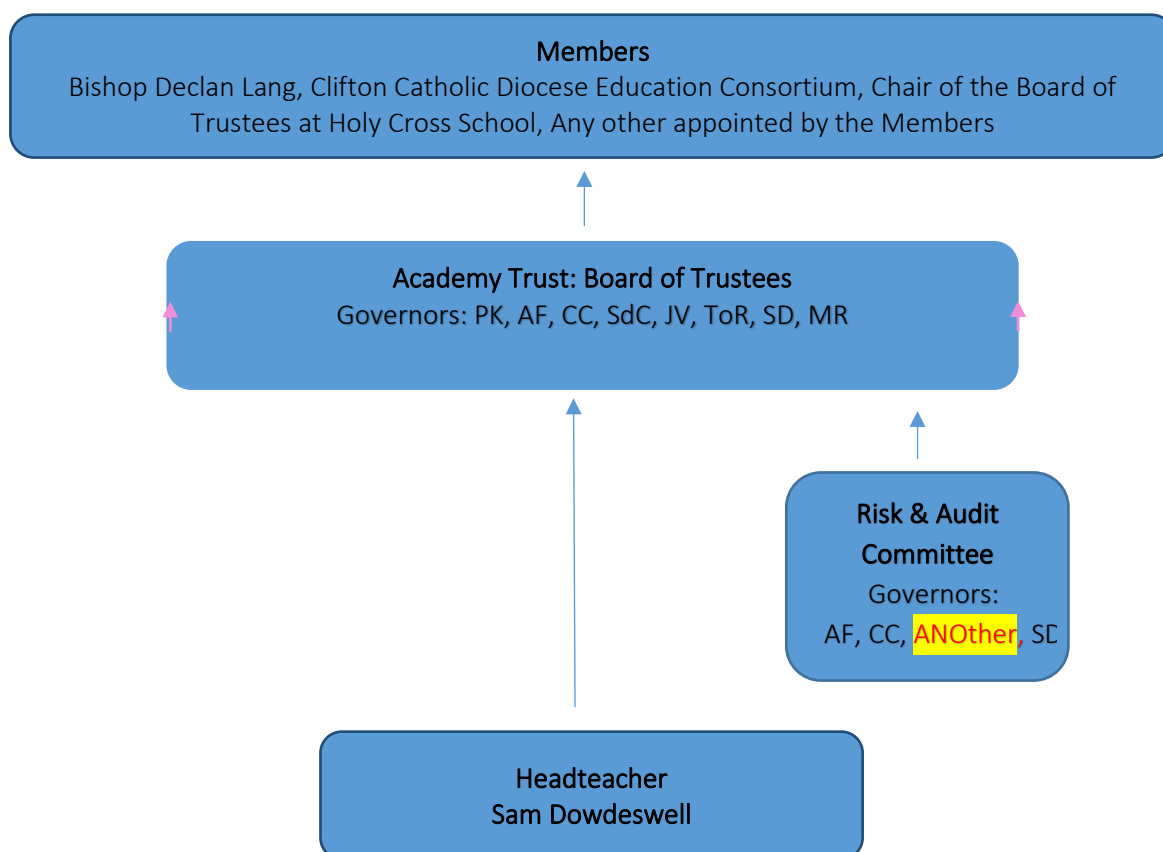 Members
Bishop Declan Lang, Clifton Catholic Diocese Education Consortium, Chair of the Board of
Trustees at Holy Cross School, Any other appointed by the Members
Academy Trust: Board of Trustees
Governors: PK, AF, CC, SdC, JV, ToR, SD, MR
Risk & Audit
Committee
Governors:
AF, CC, ANOther, SD
Headteacher
Sam Dowdeswell